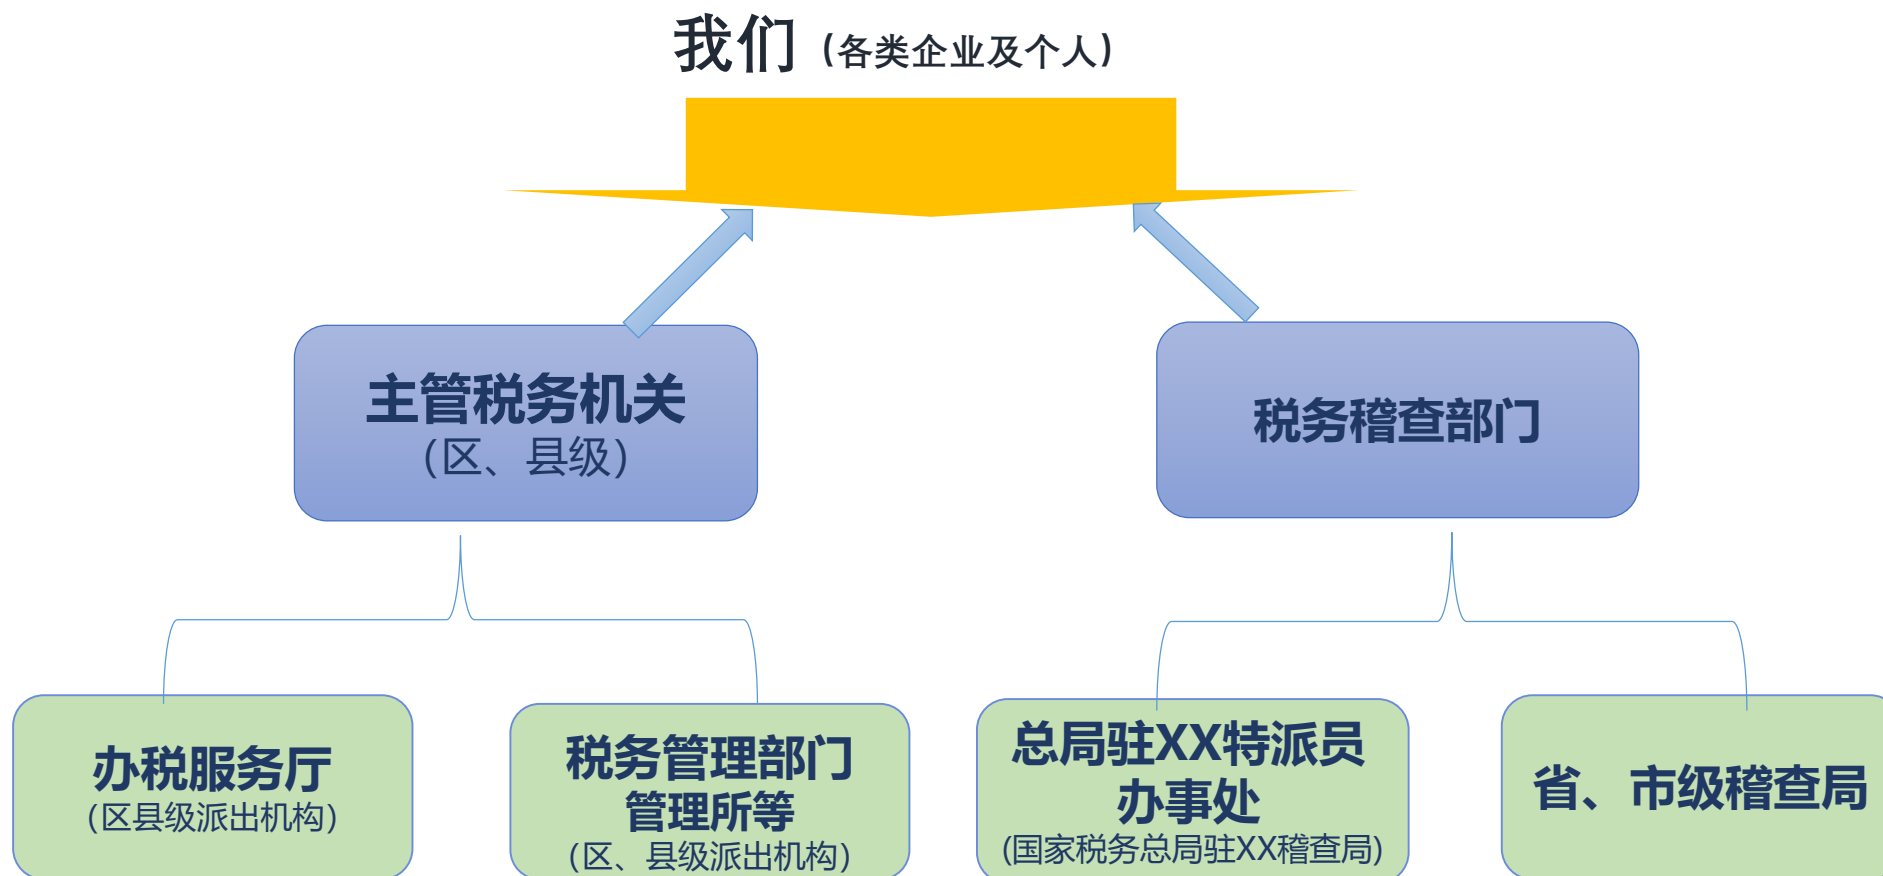 我们 (各类企业及个人)
主管税务机关
(区、县级)
税务稽查部门
办税服务厅
(区县级派出机构)
税务管理部门
管理所等
(区、县级派出机构)
总局驻XX特派员
办事处
(国家税务总局驻XX稽查局)
省、市级稽查局